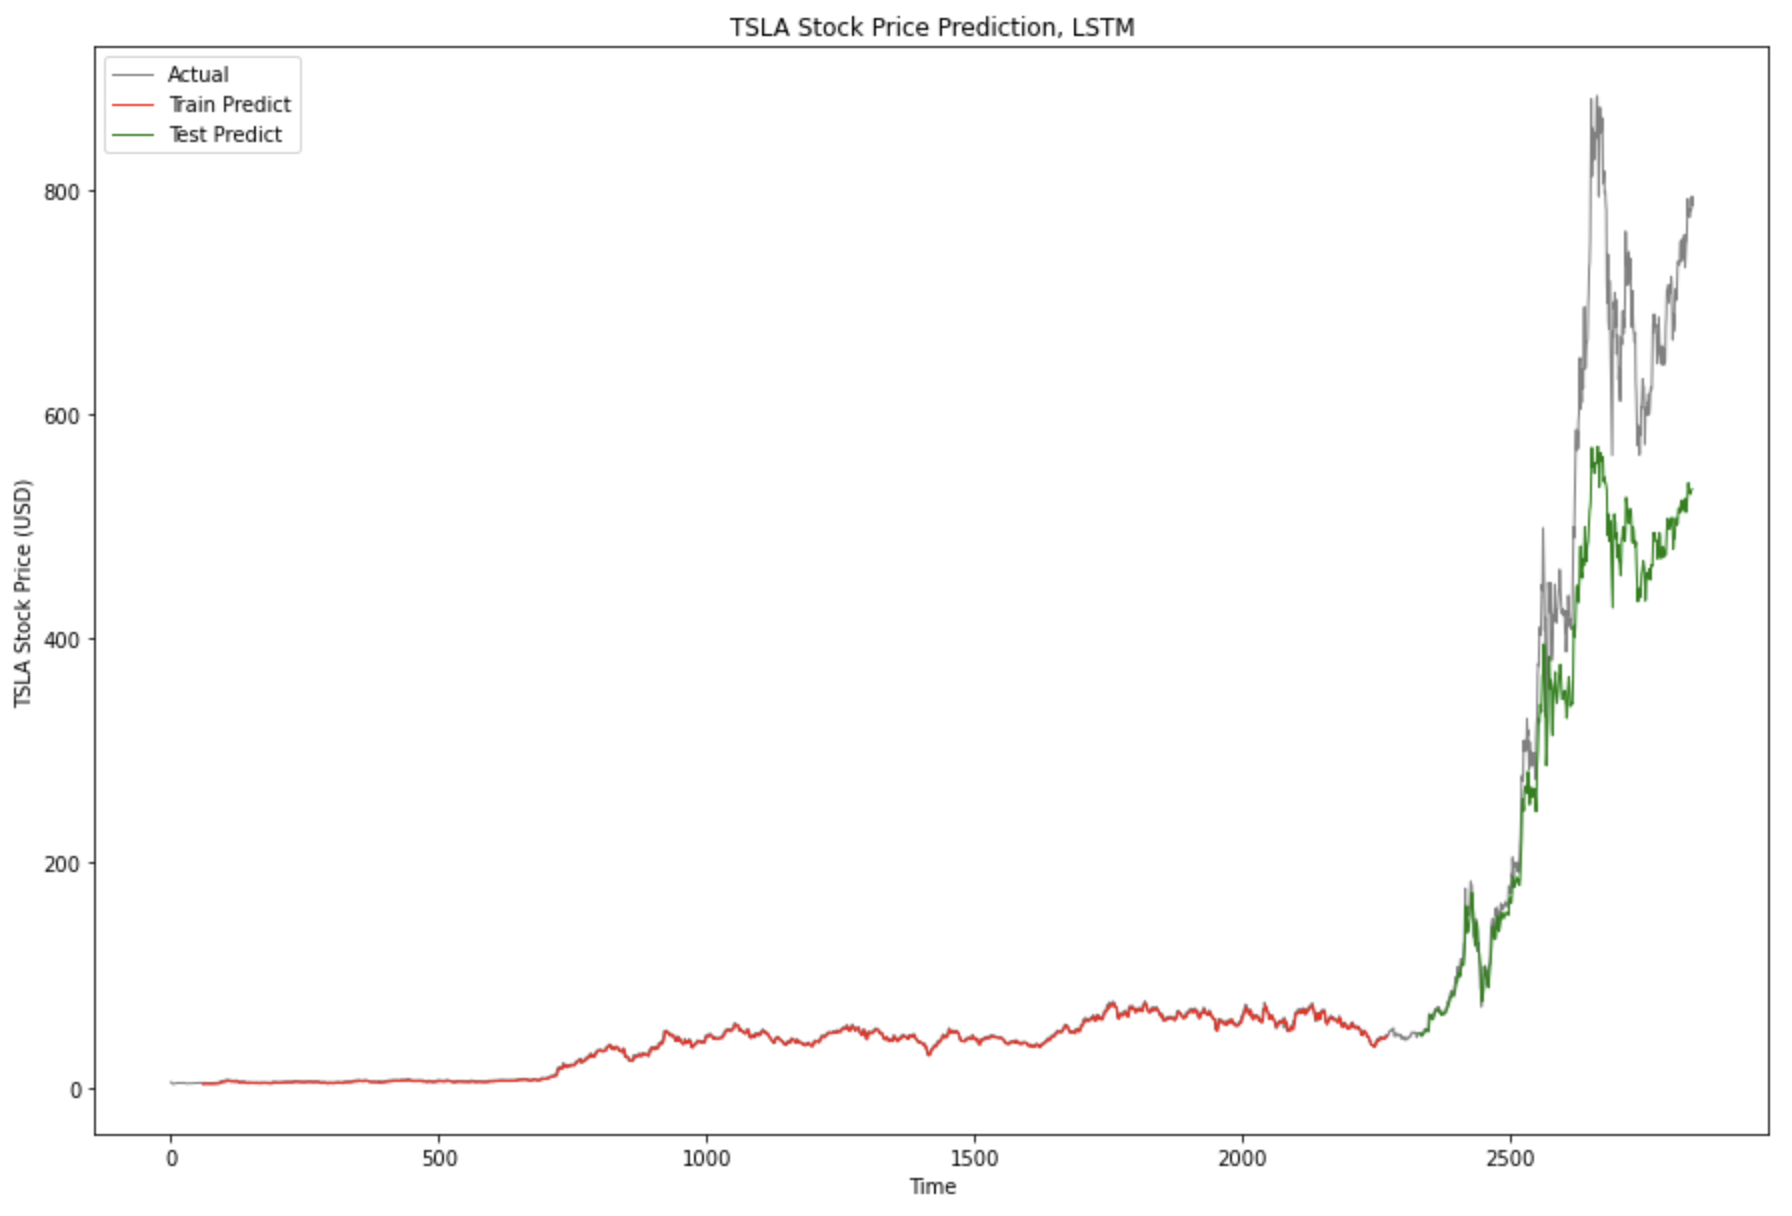 TSLA Stock Price Prediction, LSTM
Actual
Train Predict
Test Predict
TSLA Stock Price (USD)
800
600
400
200
0
0
500
1000
1500
2000
2500
Time